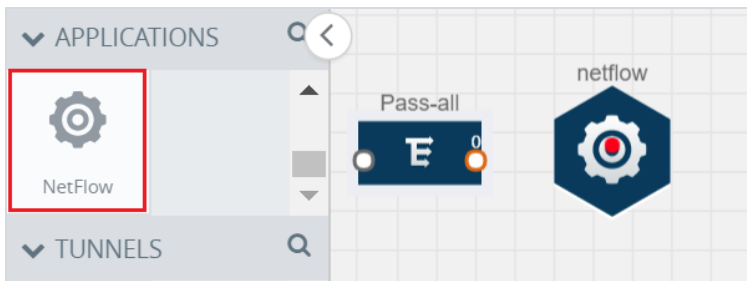 APPLICATIONS
NetFlow
TUNNELS
Pass-all
0
netflow